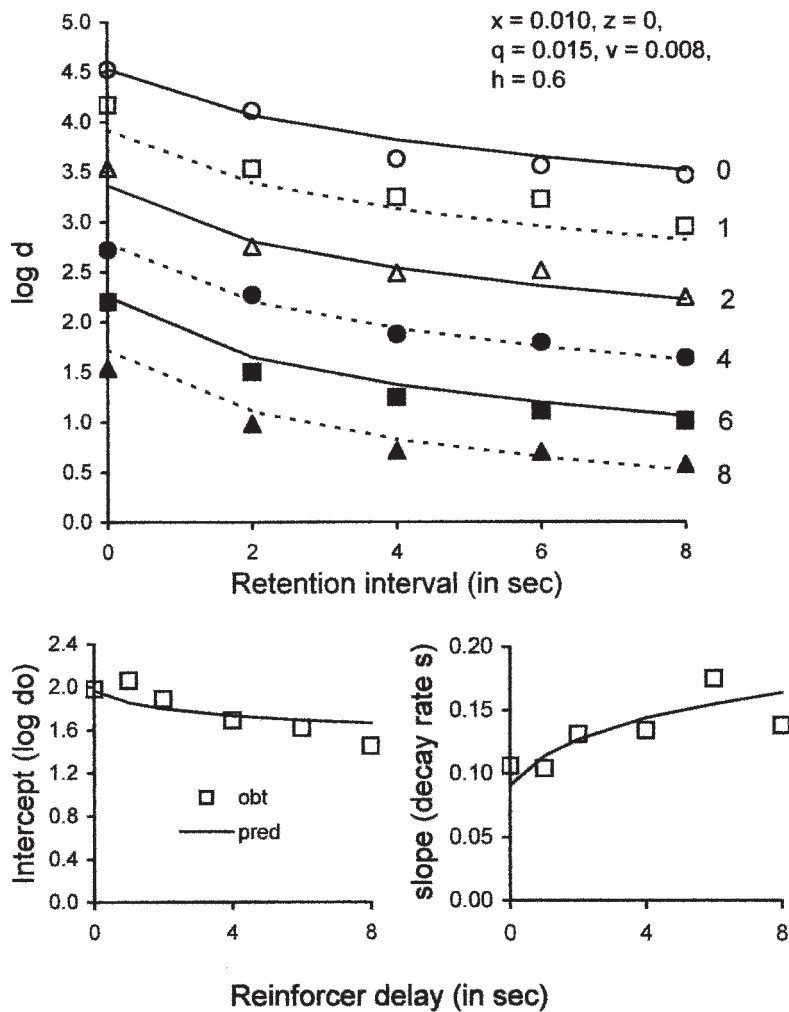 x = 0.010, z = 0,
q = 0.015, v = 0.008,
h = 0.6
log d
5.0
4.5
4.0
3.5
3.0
2.5
2.0
1.5
1.0
0.5
0.0
0
1
2
4
6
8
0 2 4 6 8
Retention interval (in sec)
Intercept (log do)
2.4
2.0
1.6
1.2
0.8
0.4
0.0
obt
pred
0 4 8
slope (decay rate s)
0.20
0.15
0.10
0.05
0.00
0 4 8
Reinforcer delay (in sec)